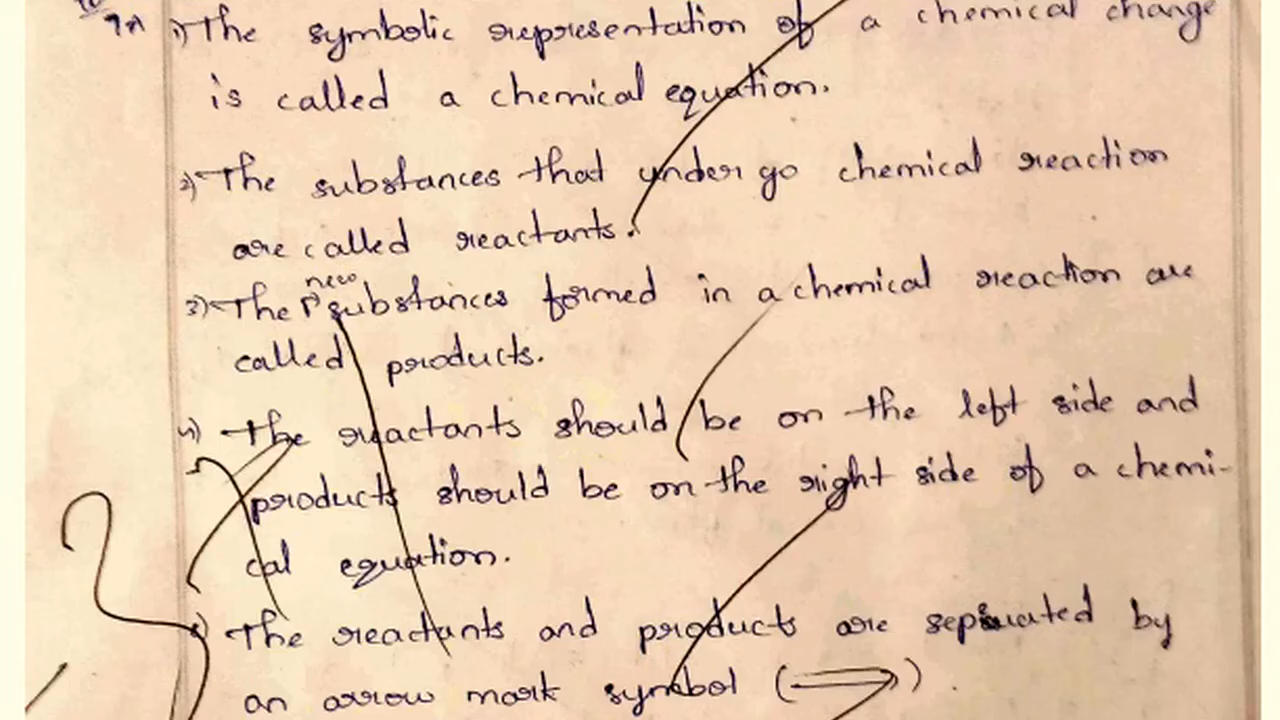 1) The symbolic representation of a chemical change
is called a chemical equation.
2) The substances that under go chemical reaction
are called reactants.
new
3) The substances formed in a chemical reaction are
called products.
4) The reactants should be on the left side and
products should be on the right side of a chemi-
cal equation.
5) The reactants and products are separated by
an arrow mark symbol (⟹).